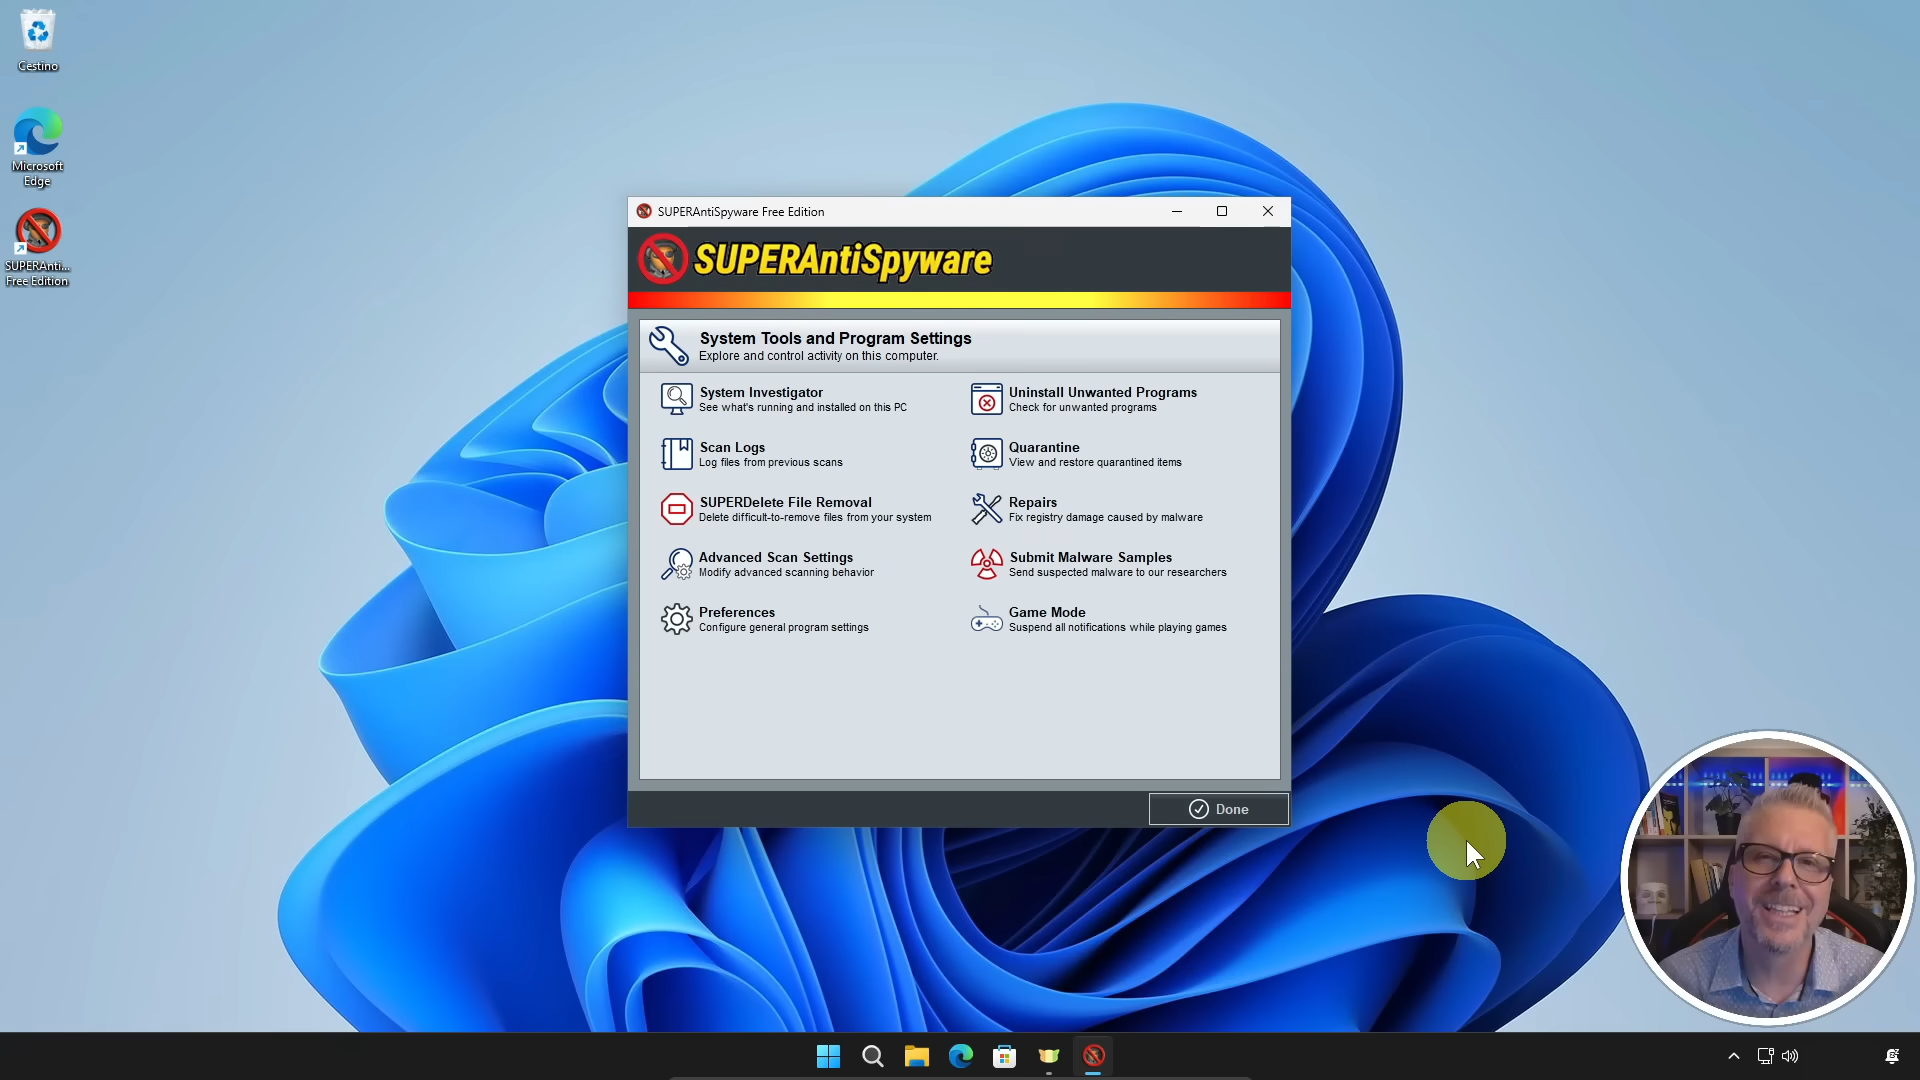 Cestino
Microsoft
Edge
SUPERAnti...
Free Edition
SUPERAntiSpyware Free Edition
SUPERAntiSpyware
System Tools and Program Settings
Explore and control activity on this computer.
System Investigator
See what's running and installed on this PC
Uninstall Unwanted Programs
Check for unwanted programs
Scan Logs
Log files from previous scans
Quarantine
View and restore quarantined items
SUPERDelete File Removal
Delete difficult-to-remove files from your system
Repairs
Fix registry damage caused by malware
Advanced Scan Settings
Modify advanced scanning behavior
Submit Malware Samples
Send suspected malware to our researchers
Preferences
Configure general program settings
Game Mode
Suspend all notifications while playing games
Done